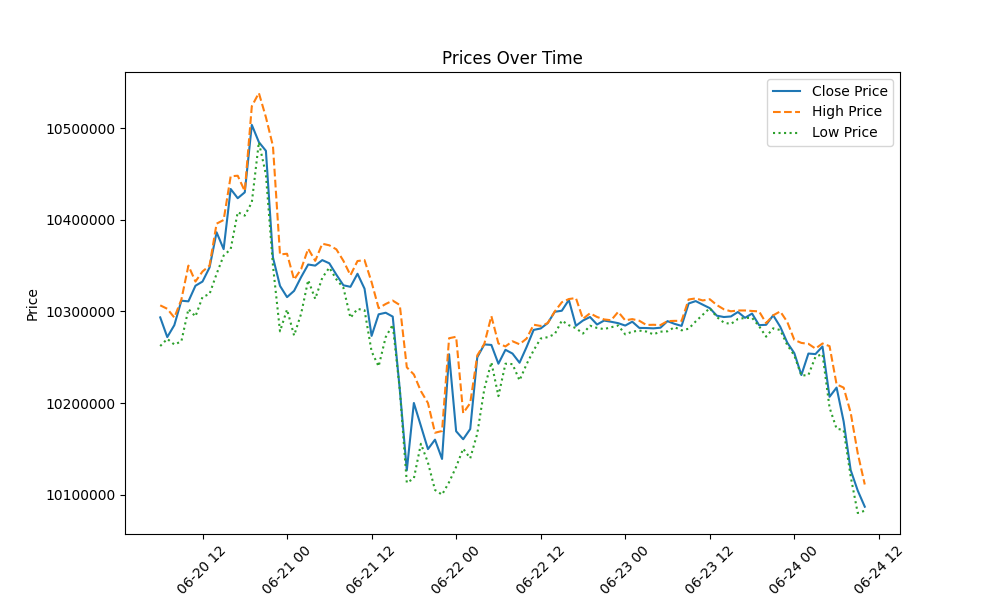 Prices Over Time
Close Price
High Price
Low Price
Price
10500000
10400000
10300000
10200000
10100000
06-20 12
06-21 00
06-21 12
06-22 00
06-22 12
06-23 00
06-23 12
06-24 00
06-24 12